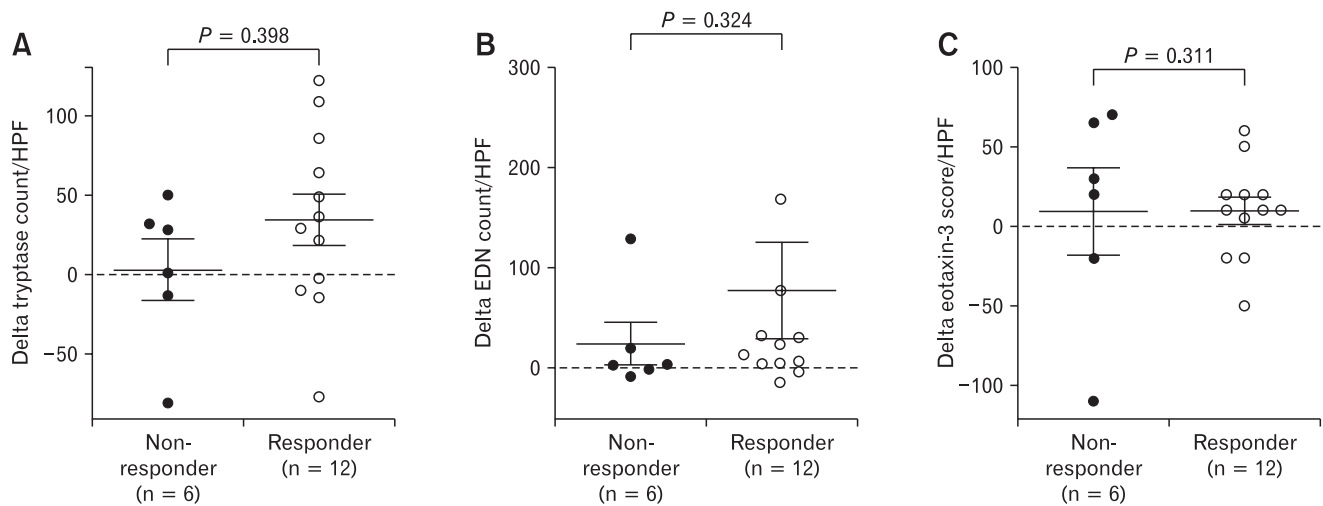 A
P = 0.398
Delta tryptase count/HPF
100
50
0
−50
Non-
responder
(n = 6)
Responder
(n = 12)
B
P = 0.324
Delta EDN count/HPF
300
200
100
0
Non-
responder
(n = 6)
Responder
(n = 12)
C
P = 0.311
Delta eotaxin-3 score/HPF
100
50
0
−50
−100
Non-
responder
(n = 6)
Responder
(n = 12)